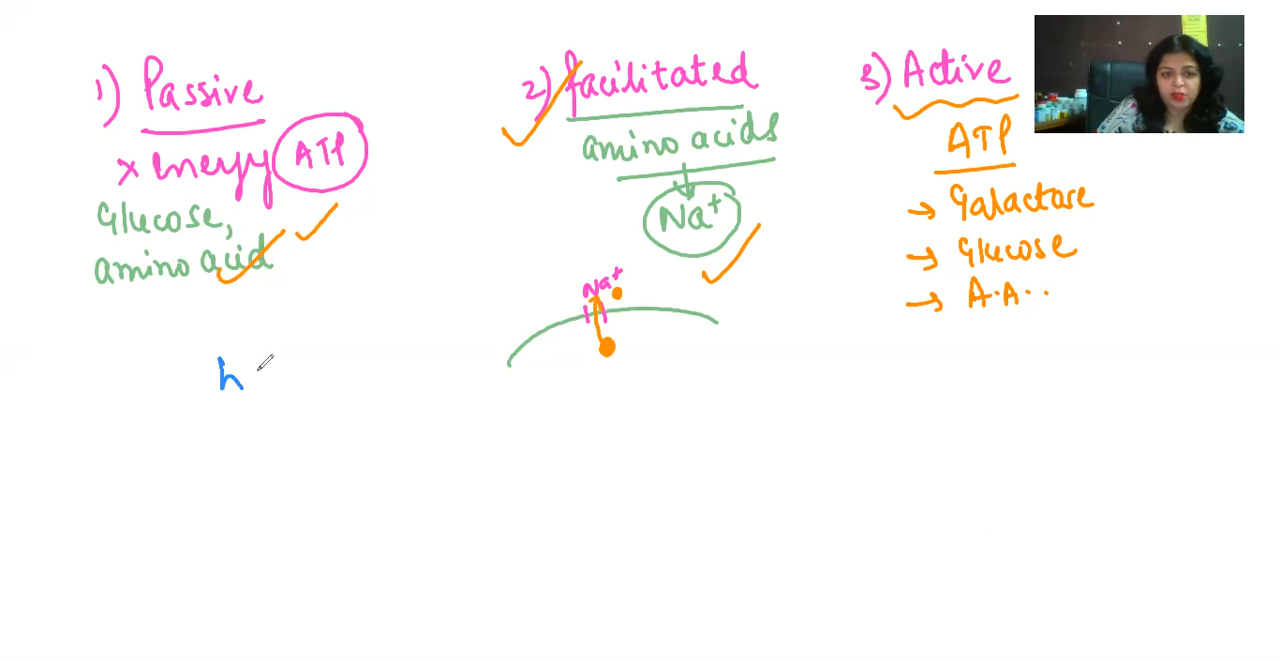 1) Passive
x energy ATP
Glucose,
amino acid
2) facilitated
amino acids
Na+
Na+
3) Active
ATP
→ Galactose
→ Glucose
→ A.A..
h